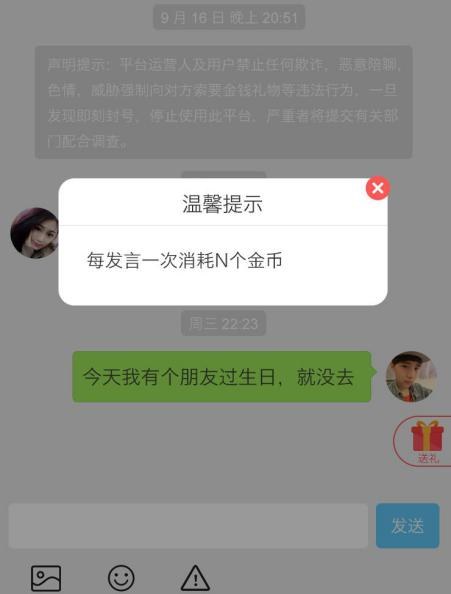 9 月 16 日 晚上 20:51
声明提示：平台运营人及用户禁止任何欺诈，恶意陪聊,
色情，威胁强制向对方索要金钱礼物等违法行为，一旦
发现即刻封号，停止使用此平台，严重者将提交有关部
门配合调查。
温馨提示
每发言一次消耗N个金币
周三 22:23
今天我有个朋友过生日，就没去
送礼
发送